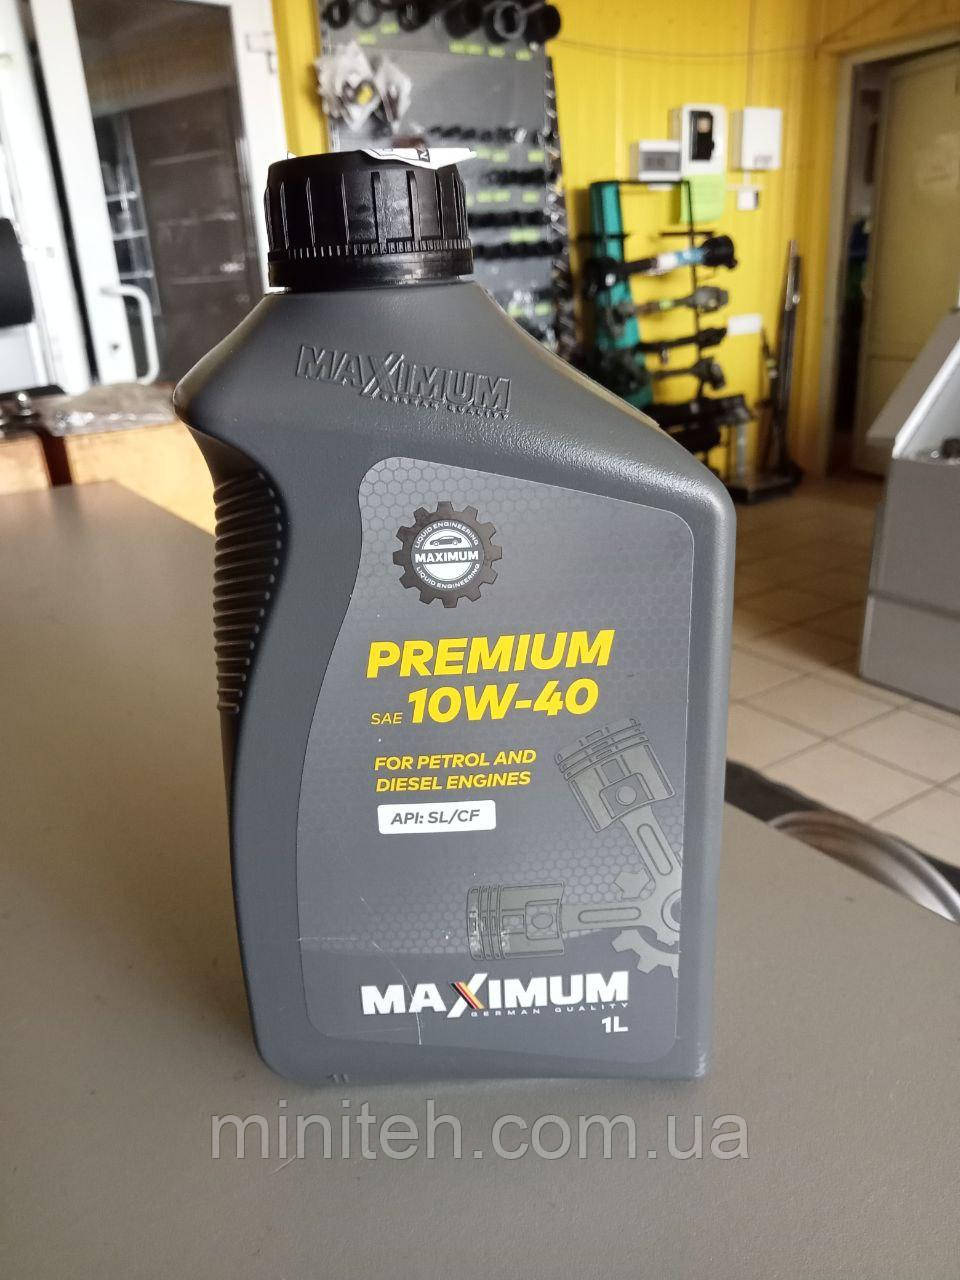 MAXIMUM
GERMAN QUALITY
LIQUID ENGINEERING
MAXIMUM
LIQUID ENGINEERING
PREMIUM
SAE 10W-40
FOR PETROL AND
DIESEL ENGINES
API: SL/CF
MAXIMUM
GERMAN QUALITY
1L
miniteh.com.ua